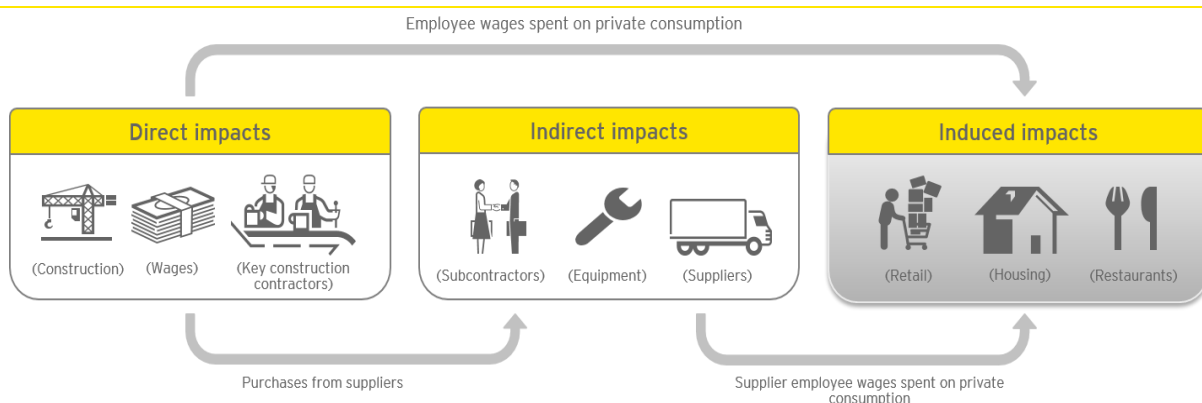 Employee wages spent on private consumption
Direct impacts
Indirect impacts
Induced impacts
(Construction)
(Wages)
(Key construction
contractors)
(Subcontractors)
(Equipment)
(Suppliers)
(Retail)
(Housing)
(Restaurants)
Purchases from suppliers
Supplier employee wages spent on private
consumption